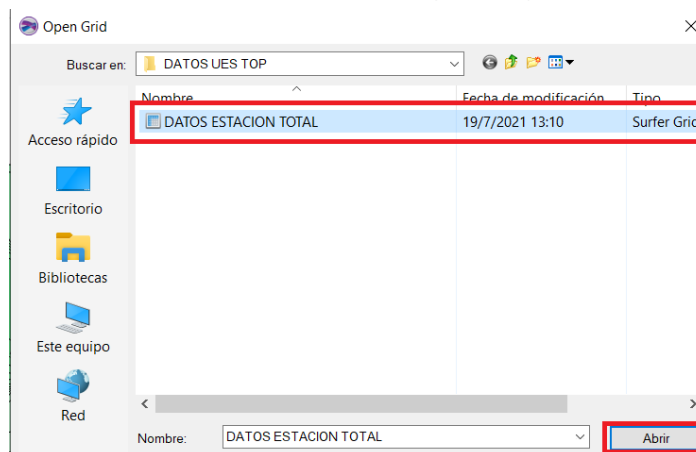 Open Grid
Buscar en: DATOS UES TOP
Nombre Fecha de modificación Tipo
DATOS ESTACION TOTAL 19/7/2021 13:10 Surfer Grid
Acceso rápido
Escritorio
Bibliotecas
Este equipo
Red
Nombre: DATOS ESTACION TOTAL Abrir